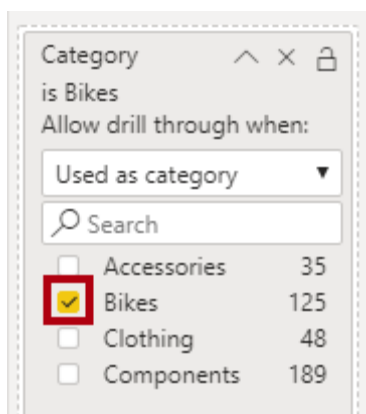 Category
is Bikes
Allow drill through when:
Used as category
Search
Accessories 35
Bikes 125
Clothing 48
Components 189